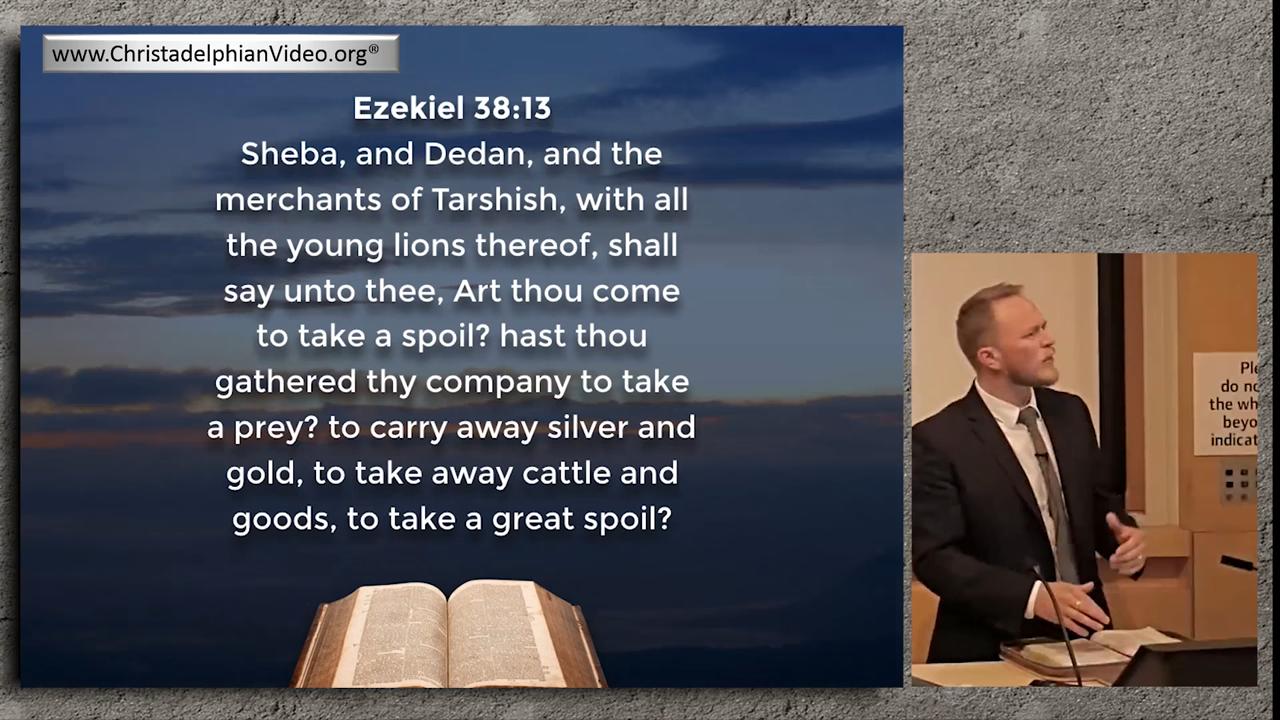 www.ChristadelphianVideo.org®
Ezekiel 38:13
Sheba, and Dedan, and the
merchants of Tarshish, with all
the young lions thereof, shall
say unto thee, Art thou come
to take a spoil? hast thou
gathered thy company to take
a prey? to carry away silver and
gold, to take away cattle and
goods, to take a great spoil?
do
the